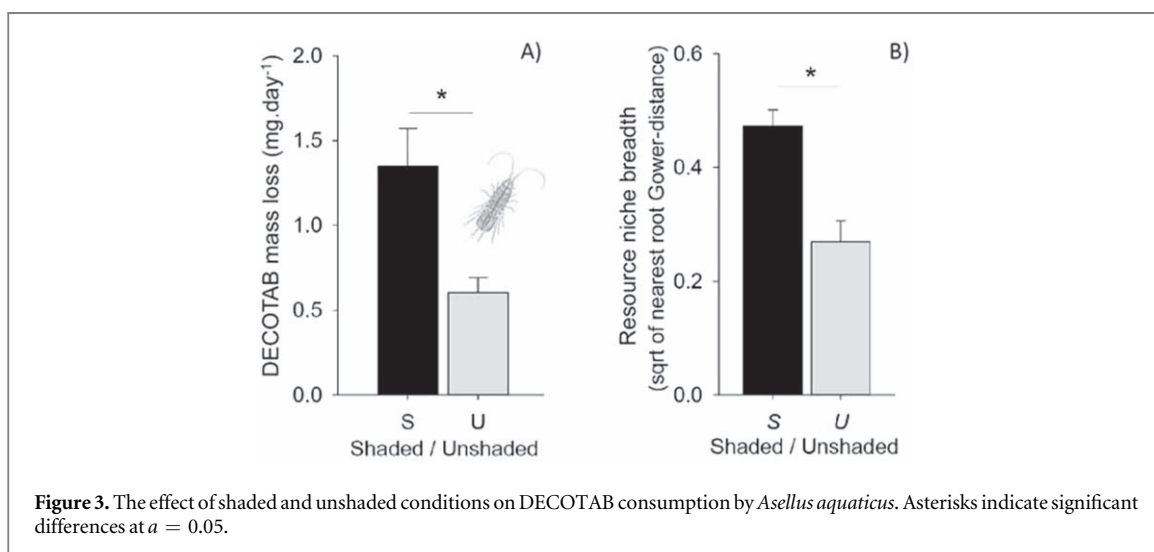 A)
2.0
1.5
1.0
0.5
0.0
DECOTAB mass loss (mg.day-1)
*
S U
Shaded / Unshaded
B)
0.6
0.4
0.2
0.0
Resource niche breadth
(sqrt of nearest root Gower-distance)
*
S U
Shaded / Unshaded
Figure 3. The effect of shaded and unshaded conditions on DECOTAB consumption by Asellus aquaticus. Asterisks indicate significant
differences at a = 0.05.